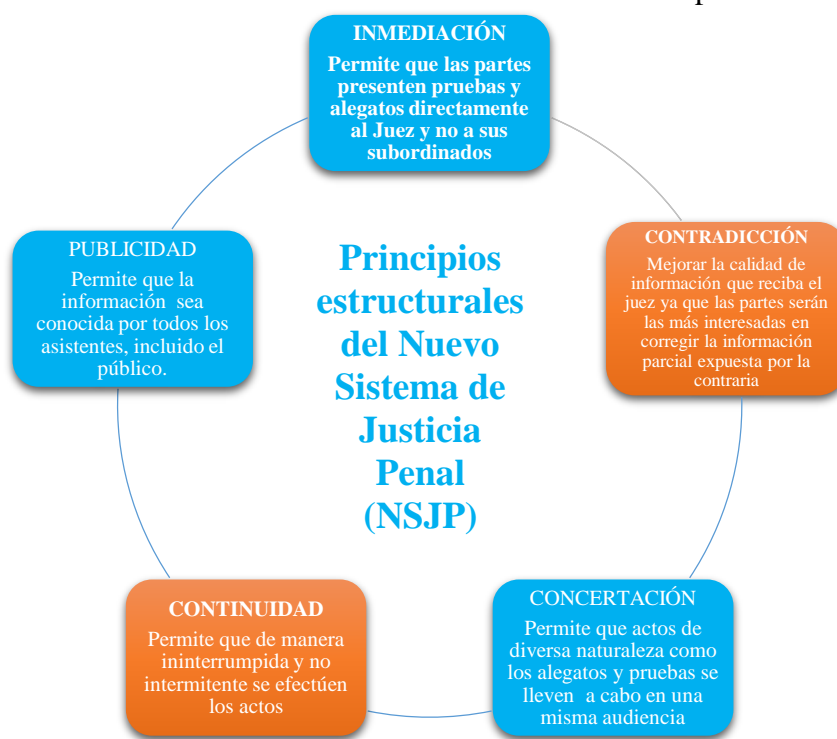 INMEDIACIÓN
Permite que las partes
presenten pruebas y
alegatos directamente
al Juez y no a sus
subordinados
CONTRADICCIÓN
Mejorar la calidad de
información que reciba el
juez ya que las partes serán
las más interesadas en
corregir la información
parcial expuesta por la
contraria
CONCERTACIÓN
Permite que actos de
diversa naturaleza como
los alegatos y pruebas se
lleven a cabo en una
misma audiencia
CONTINUIDAD
Permite que de manera
ininterrumpida y no
intermitente se efectúen
los actos
PUBLICIDAD
Permite que la
información sea
conocida por todos los
asistentes, incluido el
público.
Principios
estructurales
del Nuevo
Sistema de
Justicia
Penal
(NSJP)